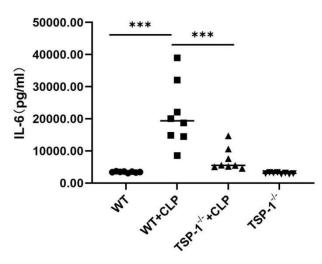 *** ***
50000.00
40000.00
30000.00
20000.00
10000.00
0.00
IL-6(pg/ml)
WT
WT+CLP
TSP-1-/-+CLP
TSP-1-/-